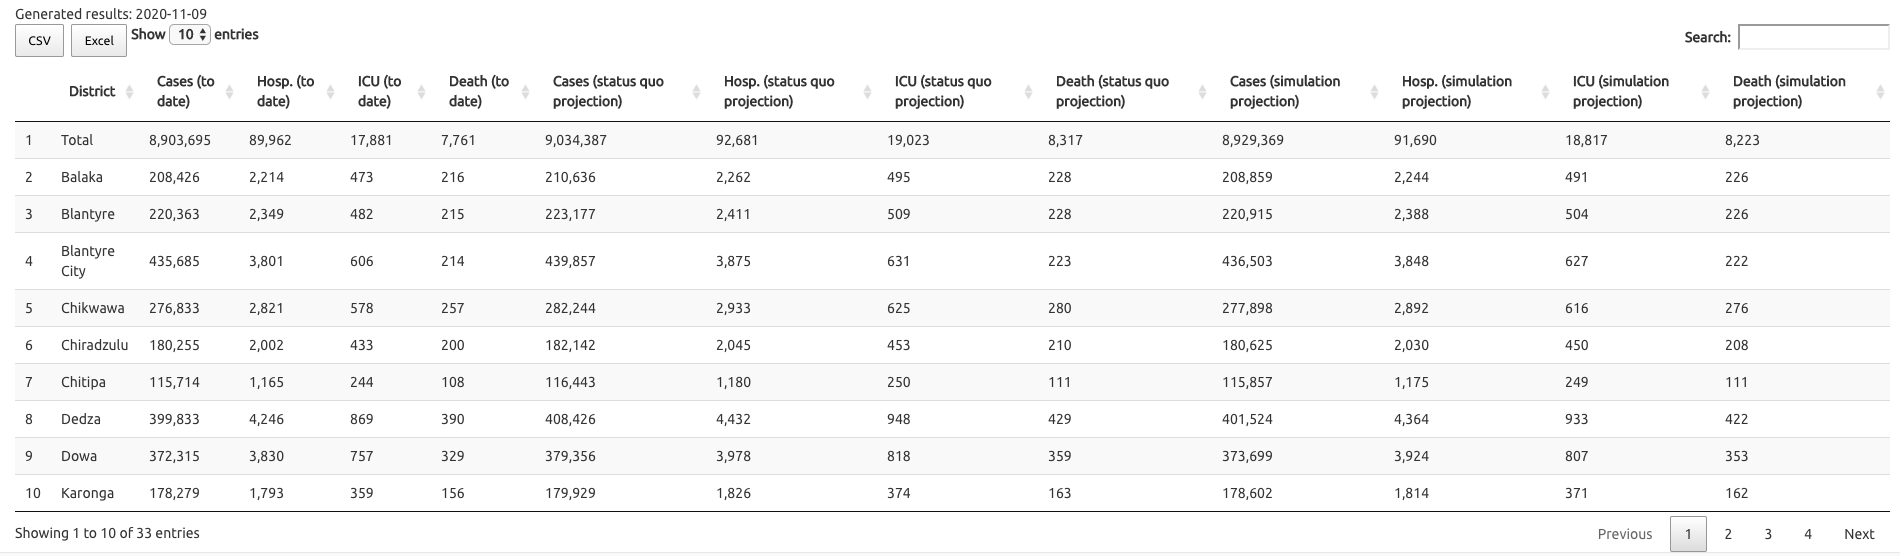 Generated results: 2020-11-09
CSV Excel Show 10 entries Search:
District Cases (to date) Hosp. (to date) ICU (to date) Death (to date) Cases (status quo projection) Hosp. (status quo projection) ICU (status quo projection) Death (status quo projection) Cases (simulation projection) Hosp. (simulation projection) ICU (simulation projection) Death (simulation projection)
1 Total 8,903,695 89,962 17,881 7,761 9,034,387 92,681 19,023 8,317 8,929,369 91,690 18,817 8,223
2 Balaka 208,426 2,214 473 216 210,636 2,262 495 228 208,859 2,244 491 226
3 Blantyre 220,363 2,349 482 215 223,177 2,411 509 228 220,915 2,388 504 226
4 Blantyre City 435,685 3,801 606 214 439,857 3,875 631 223 436,503 3,848 627 222
5 Chikwawa 276,833 2,821 578 257 282,244 2,933 625 280 277,898 2,892 616 276
6 Chiradzulu 180,255 2,002 433 200 182,142 2,045 453 210 180,625 2,030 450 208
7 Chitipa 115,714 1,165 244 108 116,443 1,180 250 111 115,857 1,175 249 111
8 Dedza 399,833 4,246 869 390 408,426 4,432 948 429 401,524 4,364 933 422
9 Dowa 372,315 3,830 757 329 379,356 3,978 818 359 373,699 3,924 807 353
10 Karonga 178,279 1,793 359 156 179,929 1,826 374 163 178,602 1,814 371 162
Showing 1 to 10 of 33 entries Previous 1 2 3 4 Next